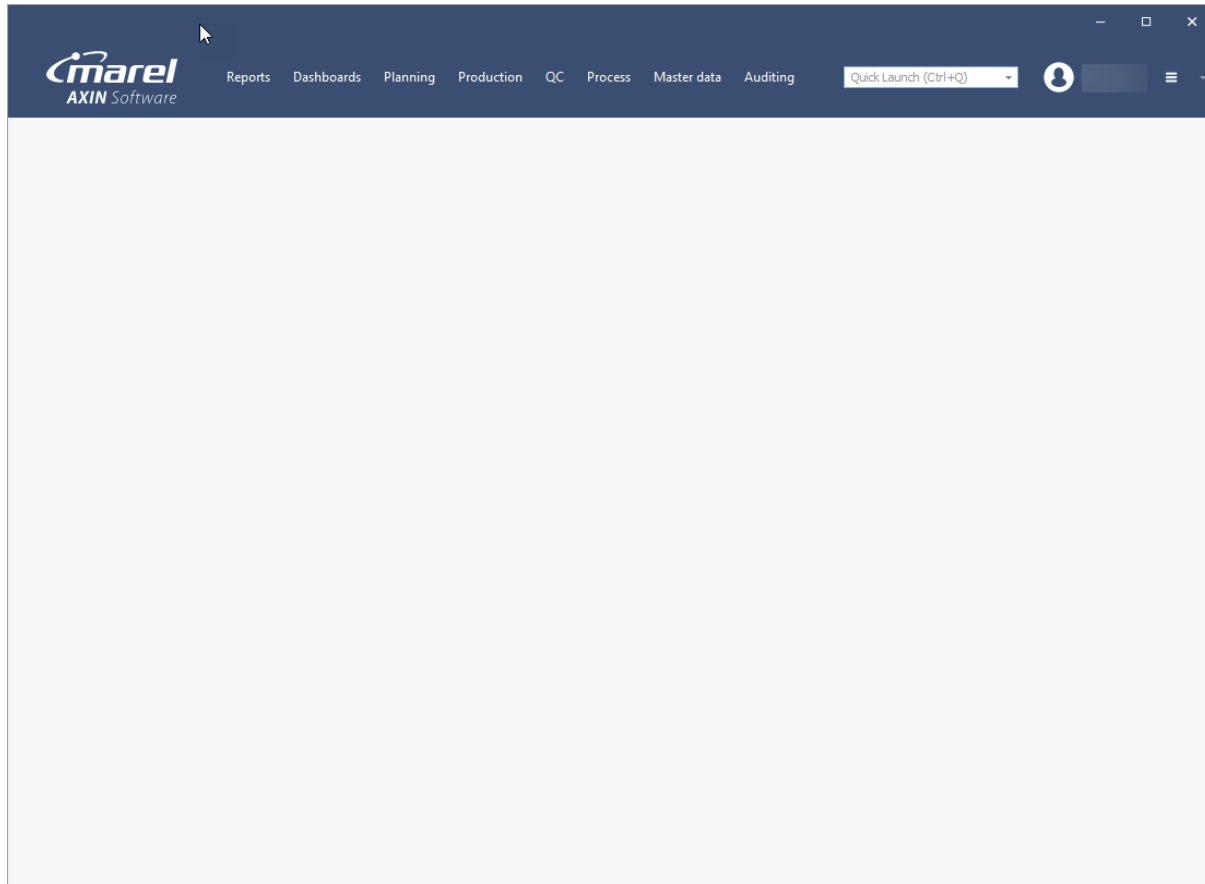 marel
AXIN Software
Reports Dashboards Planning Production QC Process Master data Auditing Quick Launch (Ctrl+Q)